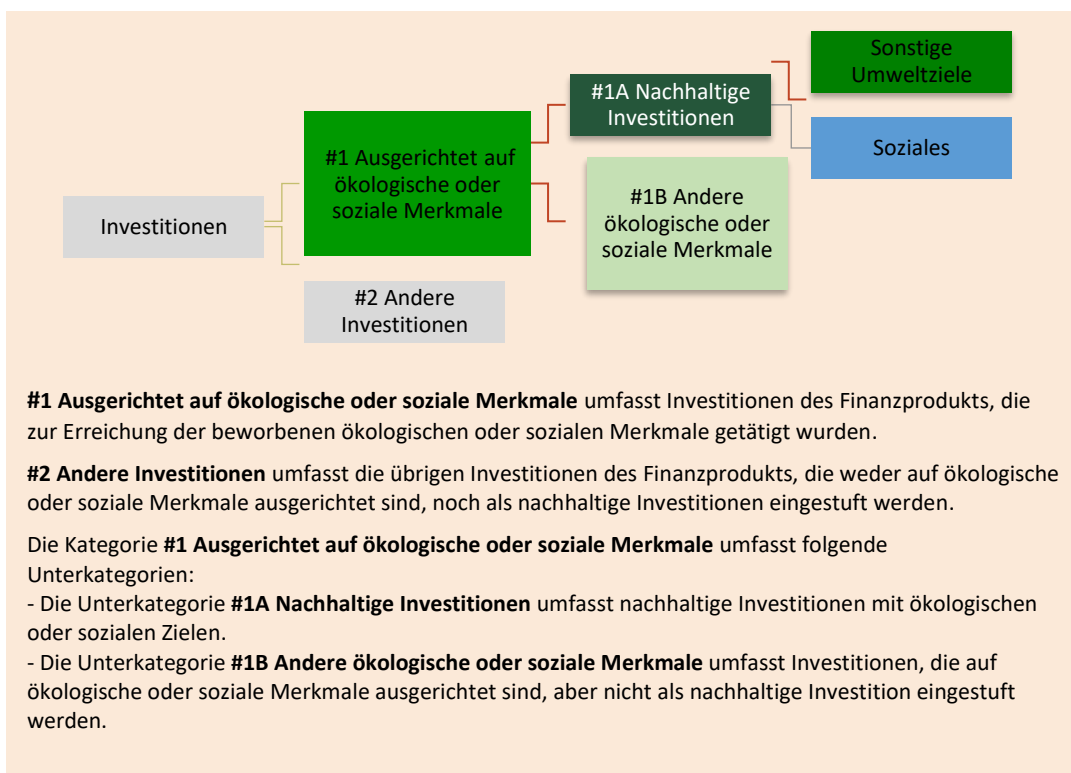 Sonstige
Umweltziele
#1A Nachhaltige
Investitionen
Soziales
#1 Ausgerichtet auf
ökologische oder
soziale Merkmale
#1B Andere
ökologische oder
soziale Merkmale
Investitionen
#2 Andere
Investitionen
#1 Ausgerichtet auf ökologische oder soziale Merkmale umfasst Investitionen des Finanzprodukts, die
zur Erreichung der beworbenen ökologischen oder sozialen Merkmale getätigt wurden.
#2 Andere Investitionen umfasst die übrigen Investitionen des Finanzprodukts, die weder auf ökologische
oder soziale Merkmale ausgerichtet sind, noch als nachhaltige Investitionen eingestuft werden.
Die Kategorie #1 Ausgerichtet auf ökologische oder soziale Merkmale umfasst folgende
Unterkategorien:
- Die Unterkategorie #1A Nachhaltige Investitionen umfasst nachhaltige Investitionen mit ökologischen
oder sozialen Zielen.
- Die Unterkategorie #1B Andere ökologische oder soziale Merkmale umfasst Investitionen, die auf
ökologische oder soziale Merkmale ausgerichtet sind, aber nicht als nachhaltige Investition eingestuft
werden.